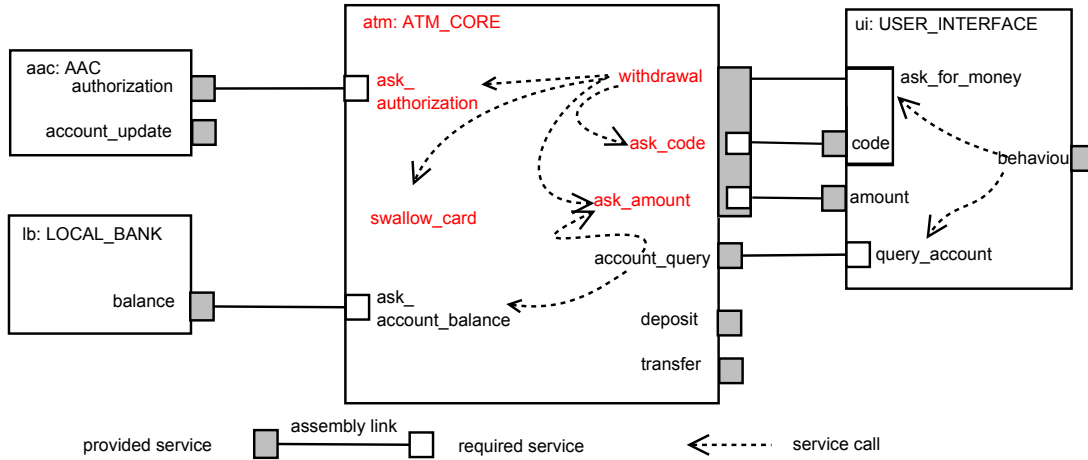 aac: AAC
authorization
account_update
lb: LOCAL_BANK
balance
atm: ATM_CORE
ask_
authorization
withdrawal
ask_code
swallow_card
ask_amount
account_query
ask_
account_balance
deposit
transfer
ui: USER_INTERFACE
ask_for_money
code
behaviou
amount
query_account
provided service
assembly link
required service
service call